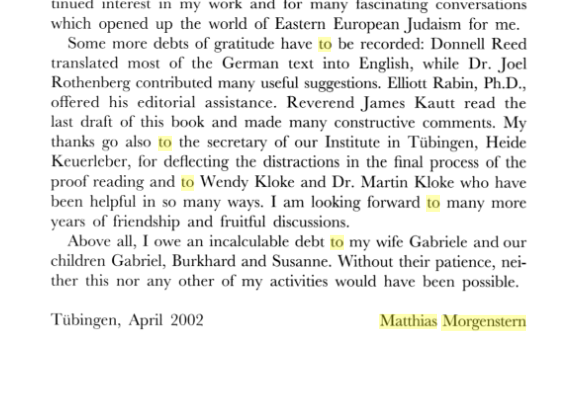 tinued interest in my work and for many fascinating conversations
which opened up the world of Eastern European Judaism for me.
Some more debts of gratitude have to be recorded: Donnell Reed
translated most of the German text into English, while Dr. Joel
Rothenberg contributed many useful suggestions. Elliott Rabin, Ph.D.,
offered his editorial assistance. Reverend James Kautt read the
last draft of this book and made many constructive comments. My
thanks go also to the secretary of our Institute in Tübingen, Heide
Keuerleber, for deflecting the distractions in the final process of the
proof reading and to Wendy Kloke and Dr. Martin Kloke who have
been helpful in so many ways. I am looking forward to many more
years of friendship and fruitful discussions.
Above all, I owe an incalculable debt to my wife Gabriele and our
children Gabriel, Burkhard and Susanne. Without their patience, nei-
ther this nor any other of my activities would have been possible.
Tübingen, April 2002 Matthias Morgenstern